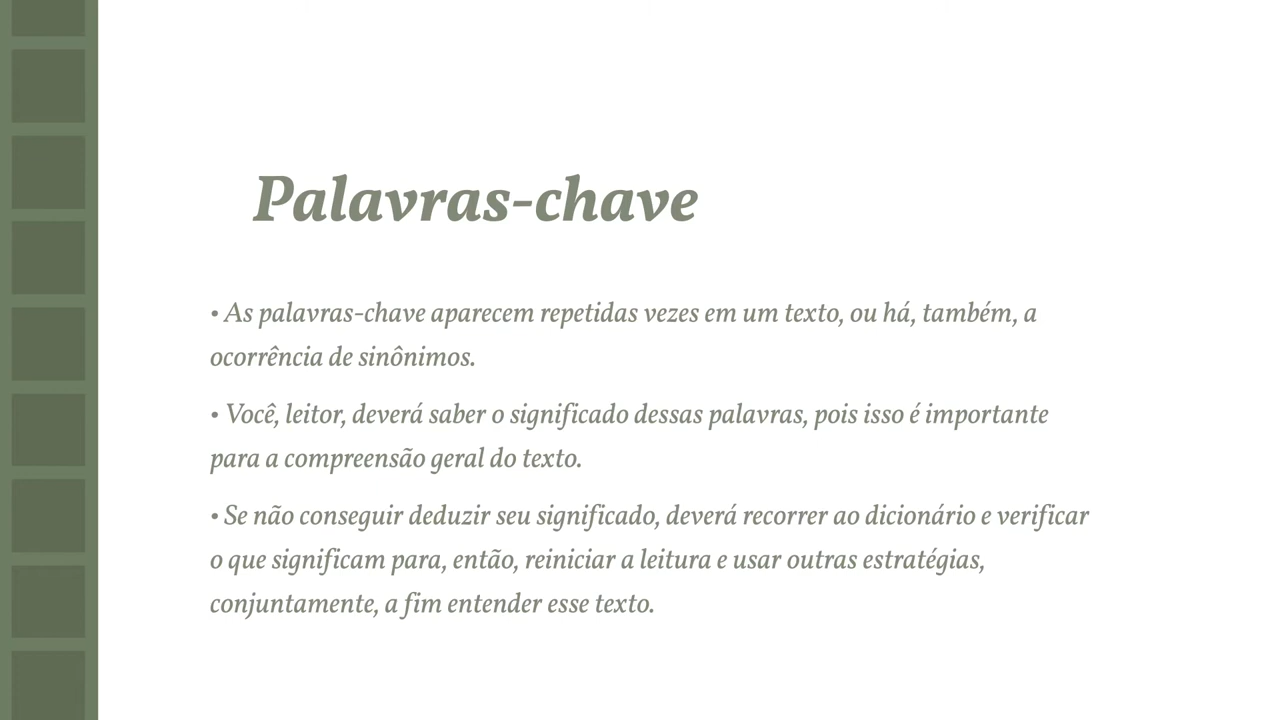 Palavras-chave
• As palavras-chave aparecem repetidas vezes em um texto, ou há, também, a
ocorrência de sinônimos.
• Você, leitor, deverá saber o significado dessas palavras, pois isso é importante
para a compreensão geral do texto.
• Se não conseguir deduzir seu significado, deverá recorrer ao dicionário e verificar
o que significam para, então, reiniciar a leitura e usar outras estratégias,
conjuntamente, a fim entender esse texto.